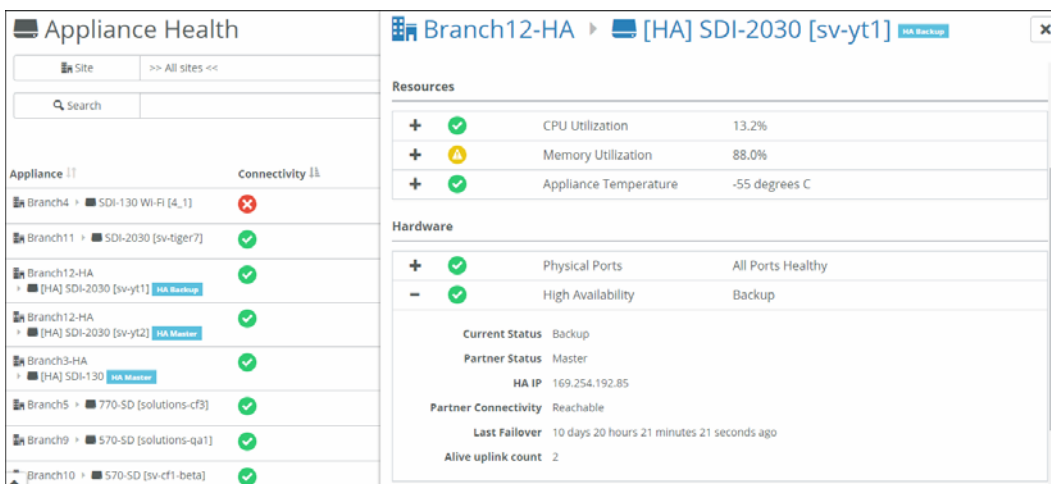 Appliance Health
Site >> All sites <<
Search
Appliance Connectivity
Branch4 SDI-130 Wi-Fi [4_1]
Branch11 SDI-2030 [sv-tiger7]
Branch12-HA
[HA] SDI-2030 [sv-yt1] HA Backup
Branch12-HA
[HA] SDI-2030 [sv-yt2] HA Master
Branch3-HA
[HA] SDI-130 HA Master
Branch5 770-SD [solutions-cf3]
Branch9 570-SD [solutions-qa1]
Branch10 570-SD [sv-cf1-beta]
Branch12-HA [HA] SDI-2030 [sv-yt1] HA Backup
Resources
CPU Utilization 13.2%
Memory Utilization 88.0%
Appliance Temperature -55 degrees C
Hardware
Physical Ports All Ports Healthy
High Availability Backup
Current Status Backup
Partner Status Master
HA IP 169.254.192.85
Partner Connectivity Reachable
Last Failover 10 days 20 hours 21 minutes 21 seconds ago
Alive uplink count 2